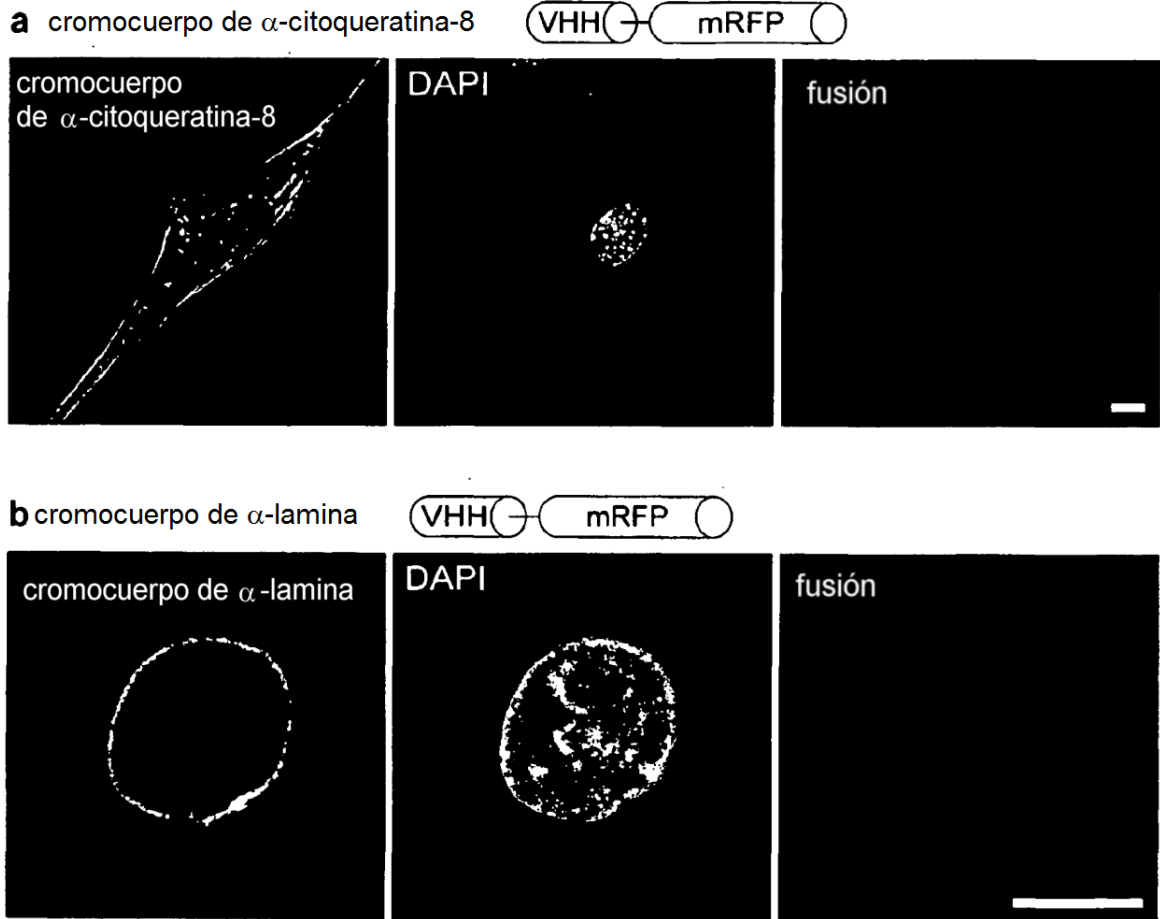 a cromocuerpo de α-citoqueratina-8
VHH mRFP
cromocuerpo
de α-citoqueratina-8
DAPI
fusión
b cromocuerpo de α-lamina
VHH mRFP
cromocuerpo de α-lamina
DAPI
fusión